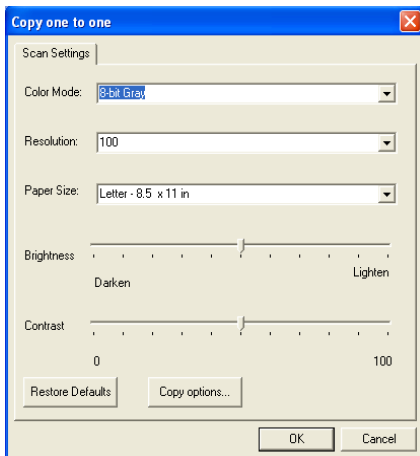 Copy one to one
Scan Settings
Color Mode: 8-bit Gray
Resolution: 100
Paper Size: Letter - 8.5 x 11 in
Brightness
Darken Lighten
Contrast
0 100
Restore Defaults Copy options...
OK Cancel